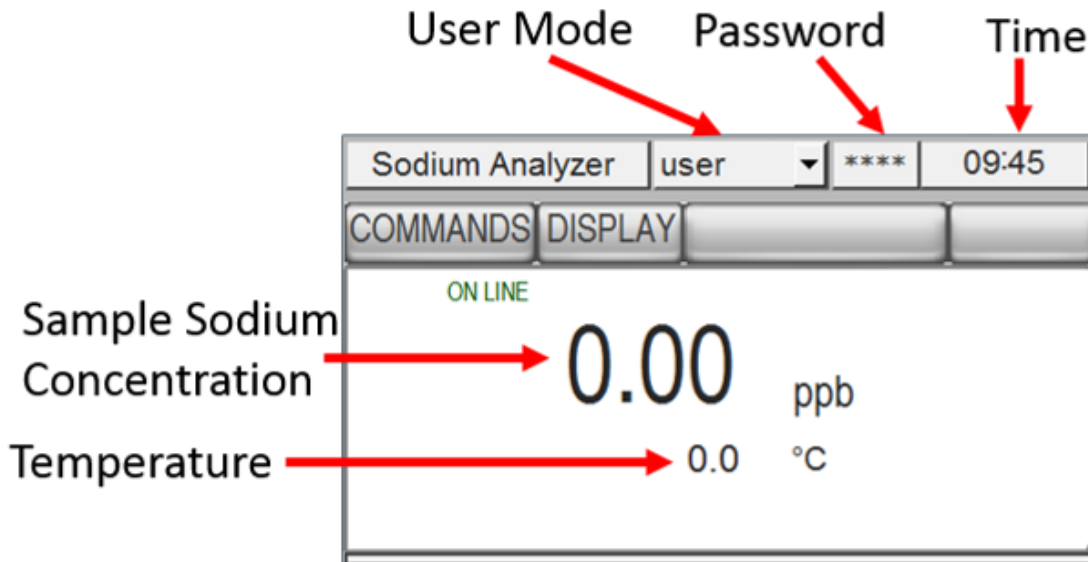 User Mode Password Time
Sodium Analyzer user **** 09:45
COMMANDS DISPLAY
ON LINE
Sample Sodium
Concentration
0.00 ppb
Temperature
0.0 °C